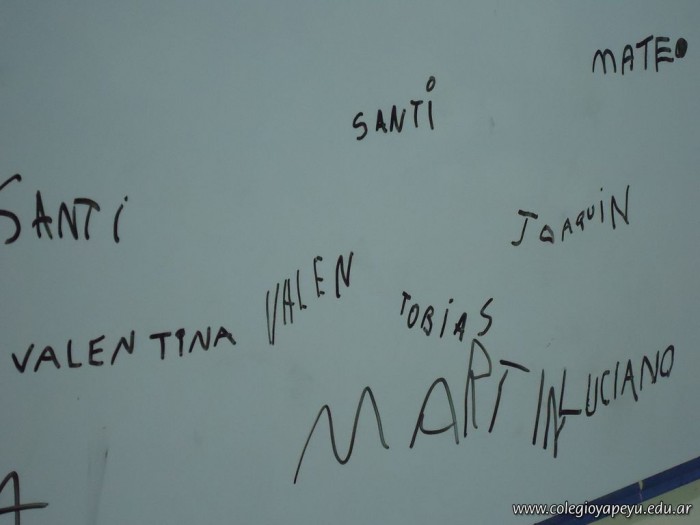 MATEO
SANTI
SANTI
JOAQUIN
VALEN
TOBIAS
VALENTINA
MARTIN
LUCIANO
A
www.colegioyapeyu.edu.ar